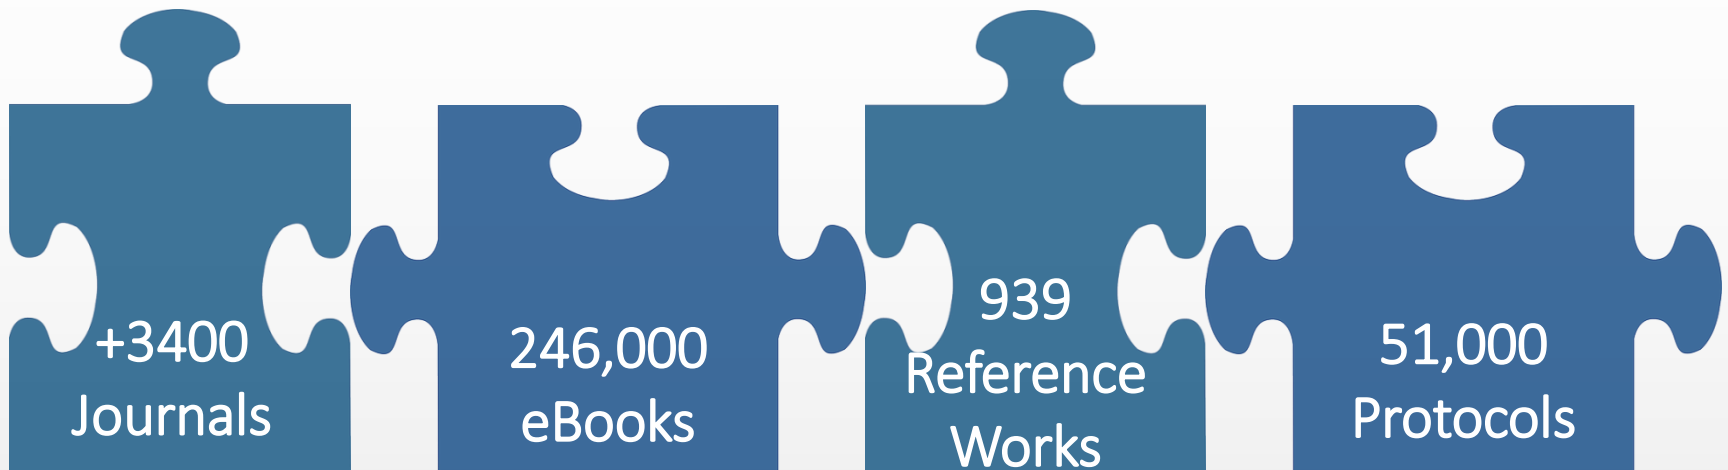 +3400
Journals
246,000
eBooks
939
Reference
Works
51,000
Protocols